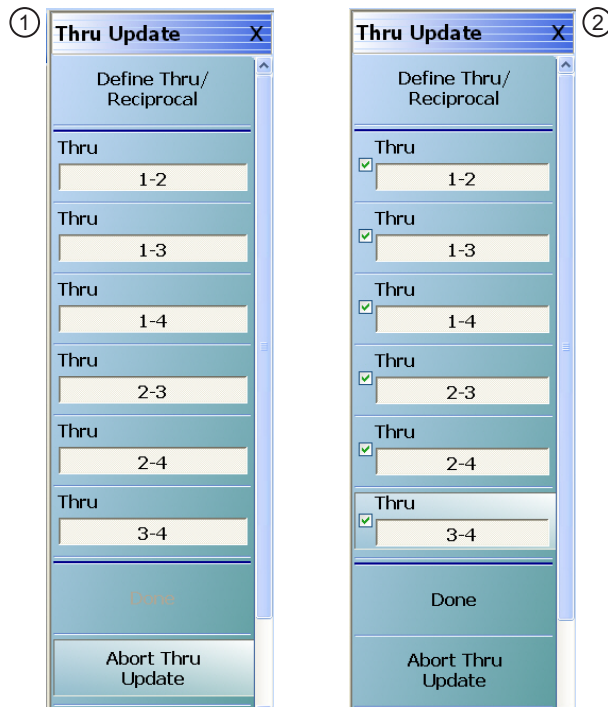 1
Thru Update X
Define Thru/
Reciprocal
Thru
1-2
Thru
1-3
Thru
1-4
Thru
2-3
Thru
2-4
Thru
3-4
Done
Abort Thru
Update
2
Thru Update X
Define Thru/
Reciprocal
Thru
1-2
Thru
1-3
Thru
1-4
Thru
2-3
Thru
2-4
Thru
3-4
Done
Abort Thru
Update